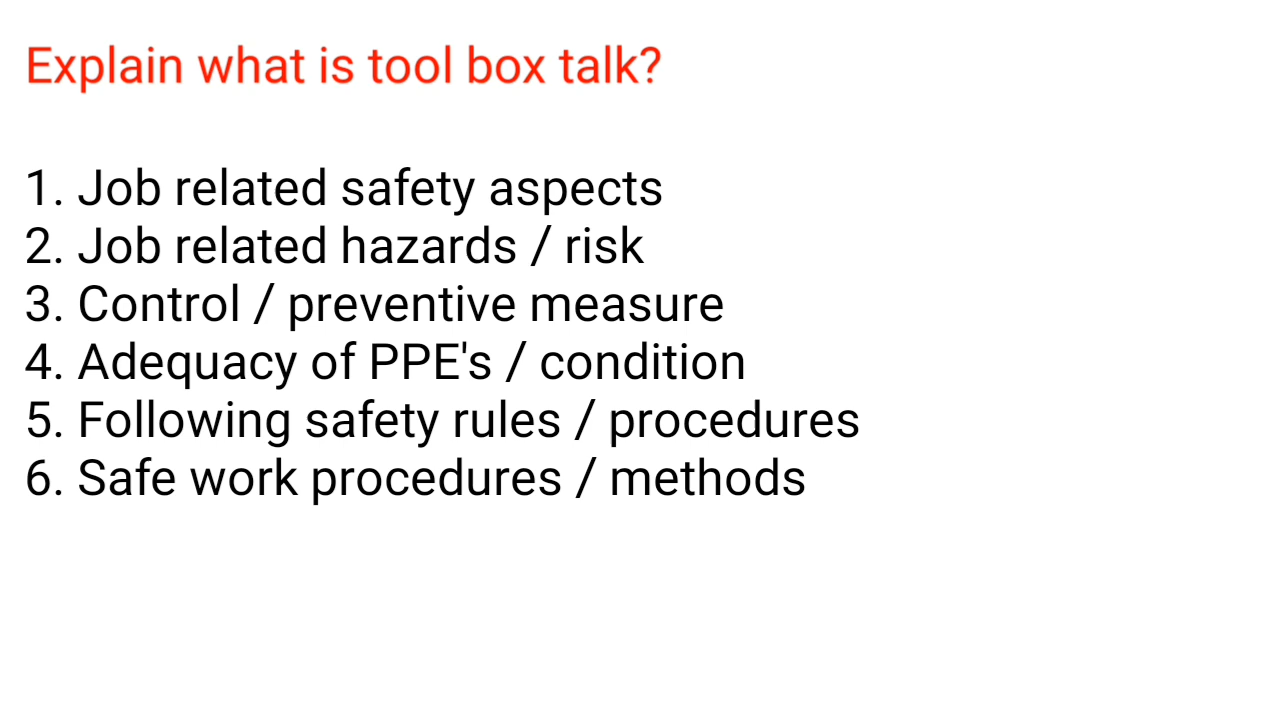 Explain what is tool box talk?
1. Job related safety aspects
2. Job related hazards / risk
3. Control / preventive measure
4. Adequacy of PPE's / condition
5. Following safety rules / procedures
6. Safe work procedures / methods